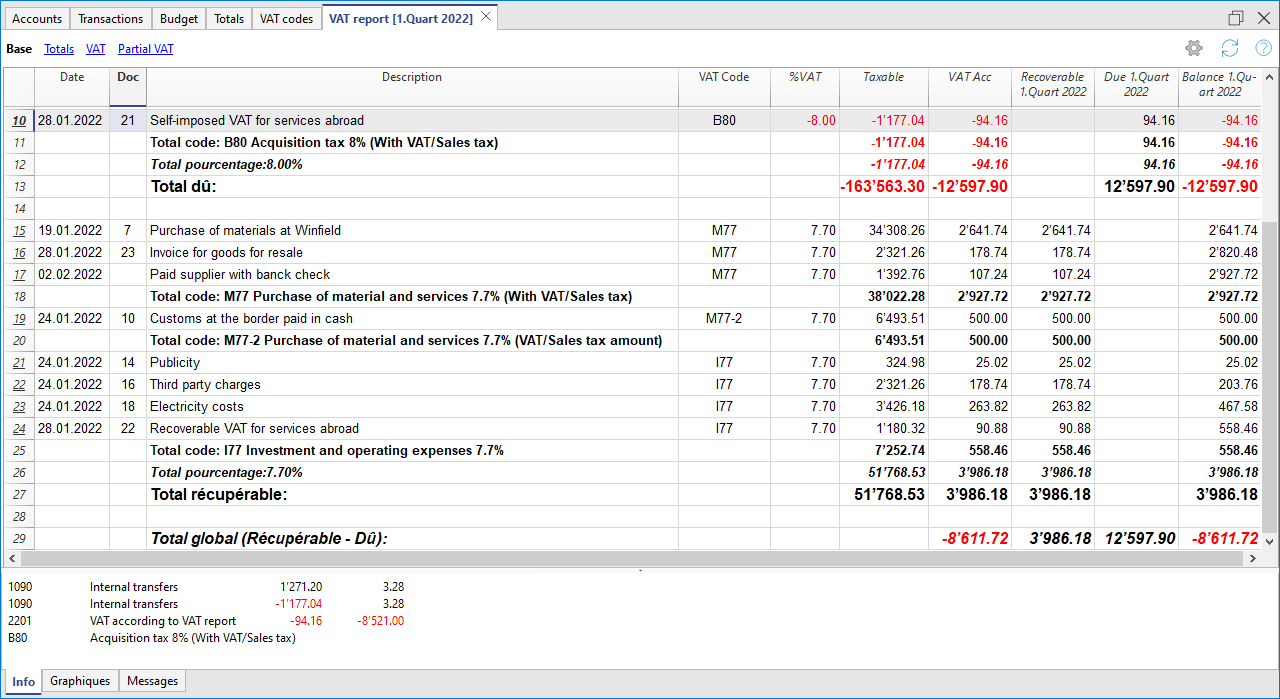 Accounts Transactions Budget Totals VAT codes VAT report [1.Quart 2022]
Base Totals VAT Partial VAT
Date Doc Description VAT Code %VAT Taxable VAT Acc Recoverable 1.Quart 2022 Due 1.Quart 2022 Balance 1.Qu-art 2022
10 28.01.2022 21 Self-imposed VAT for services abroad B80 -8.00 -1’177.04 -94.16 94.16 -94.16
11 Total code: B80 Acquisition tax 8% (With VAT/Sales tax) -1’177.04 -94.16 94.16 -94.16
12 Total pourcentage:8.00% -1’177.04 -94.16 94.16 -94.16
13 Total dû: -163’563.30 -12’597.90 12’597.90 -12’597.90
14
15 19.01.2022 7 Purchase of materials at Winfield M77 7.70 34’308.26 2’641.74 2’641.74 2’641.74
16 28.01.2022 23 Invoice for goods for resale M77 7.70 2’321.26 178.74 178.74 2’820.48
17 02.02.2022 Paid supplier with banck check M77 7.70 1’392.76 107.24 107.24 2’927.72
18 Total code: M77 Purchase of material and services 7.7% (With VAT/Sales tax) 38’022.28 2’927.72 2’927.72 2’927.72
19 24.01.2022 10 Customs at the border paid in cash M77-2 7.70 6’493.51 500.00 500.00 500.00
20 Total code: M77-2 Purchase of material and services 7.7% (VAT/Sales tax amount) 6’493.51 500.00 500.00 500.00
21 24.01.2022 14 Publicity I77 7.70 324.98 25.02 25.02 25.02
22 24.01.2022 16 Third party charges I77 7.70 2’321.26 178.74 178.74 203.76
23 24.01.2022 18 Electricity costs I77 7.70 3’426.18 263.82 263.82 467.58
24 28.01.2022 22 Recoverable VAT for services abroad I77 7.70 1’180.32 90.88 90.88 558.46
25 Total code: I77 Investment and operating expenses 7.7% 7’252.74 558.46 558.46 558.46
26 Total pourcentage:7.70% 51’768.53 3’986.18 3’986.18 3’986.18
27 Total récupérable: 51’768.53 3’986.18 3’986.18 3’986.18
28
29 Total global (Récupérable - Dû): -8’611.72 3’986.18 12’597.90 -8’611.72
1090 Internal transfers 1’271.20 3.28
1090 Internal transfers -1’177.04 3.28
2201 VAT according to VAT report -94.16 -8’521.00
B80 Acquisition tax 8% (With VAT/Sales tax)
Info Graphiques Messages